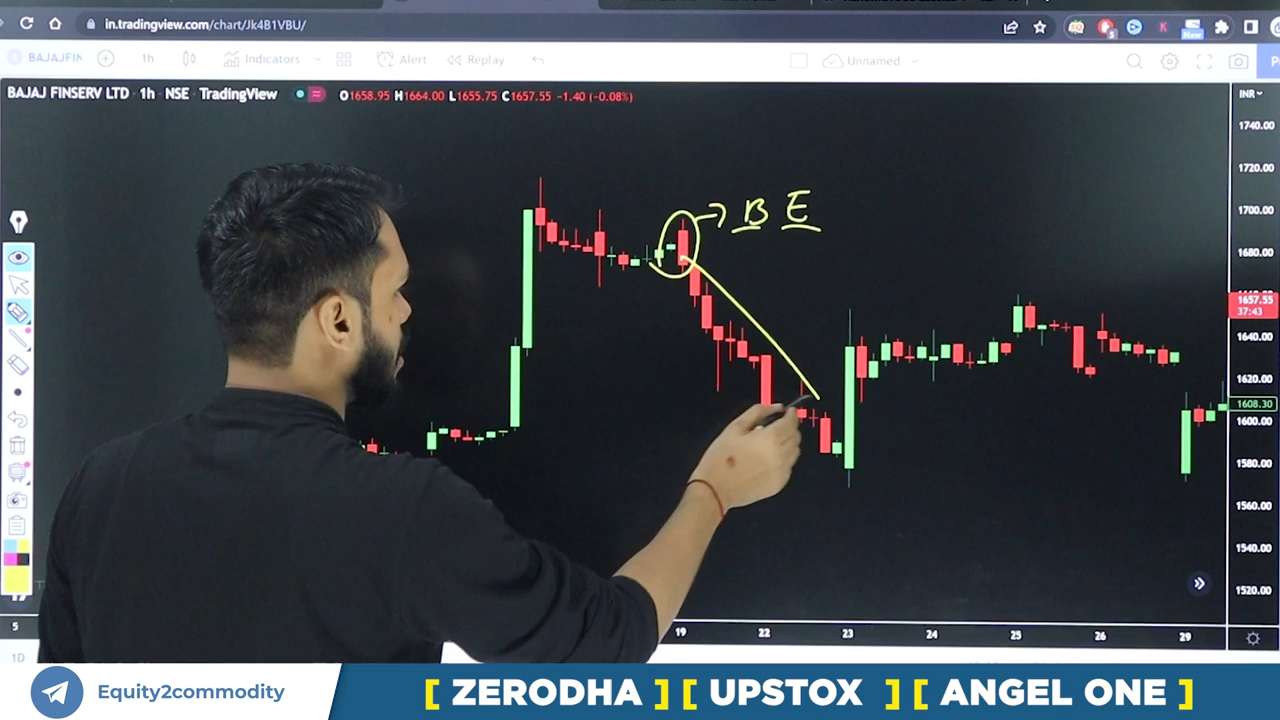 in.tradingview.com/chart/Jk4B1VBU/
New
BAJAJFIN
1h
Indicators
Alert
Replay
Unnamed
BAJAJ FINSERV LTD · 1h · NSE · TradingView
O1658.95 H1664.00 L1655.75 C1657.55 -1.40 (-0.08%)
INR
1740.00
1720.00
1700.00
1680.00
1657.55
37:43
1640.00
1620.00
1608.30
1600.00
1580.00
1560.00
1540.00
1520.00
B E
5
19
22
23
24
25
26
29
1D
Equity2commodity
[ ZERODHA ] [ UPSTOX ] [ ANGEL ONE ]